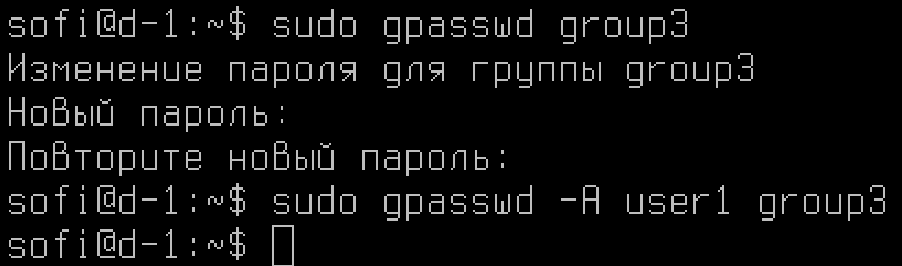 sofi@d-1:~$ sudo gpasswd group3
Изменение пароля для группы group3
Новый пароль:
Повторите новый пароль:
sofi@d-1:~$ sudo gpasswd -A user1 group3
sofi@d-1:~$